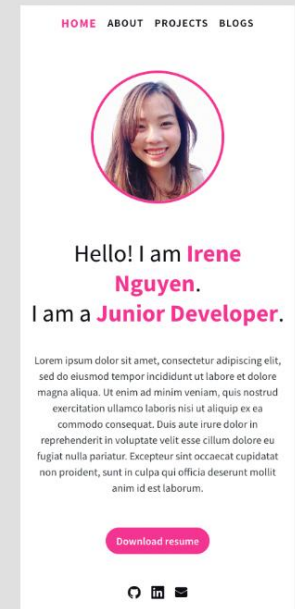 HOME ABOUT PROJECTS BLOGS
Hello! I am Irene
Nguyen.
I am a Junior Developer.
Lorem ipsum dolor sit amet, consectetur adipiscing elit,
sed do eiusmod tempor incididunt ut labore et dolore
magna aliqua. Ut enim ad minim veniam, quis nostrud
exercitation ullamco laboris nisi ut aliquip ex ea
commodo consequat. Duis aute irure dolor in
reprehenderit in voluptate velit esse cillum dolore eu
fugiat nulla pariatur. Excepteur sint occaecat cupidatat
non proident, sunt in culpa qui officia deserunt mollit
anim id est laborum.
Download resume
in